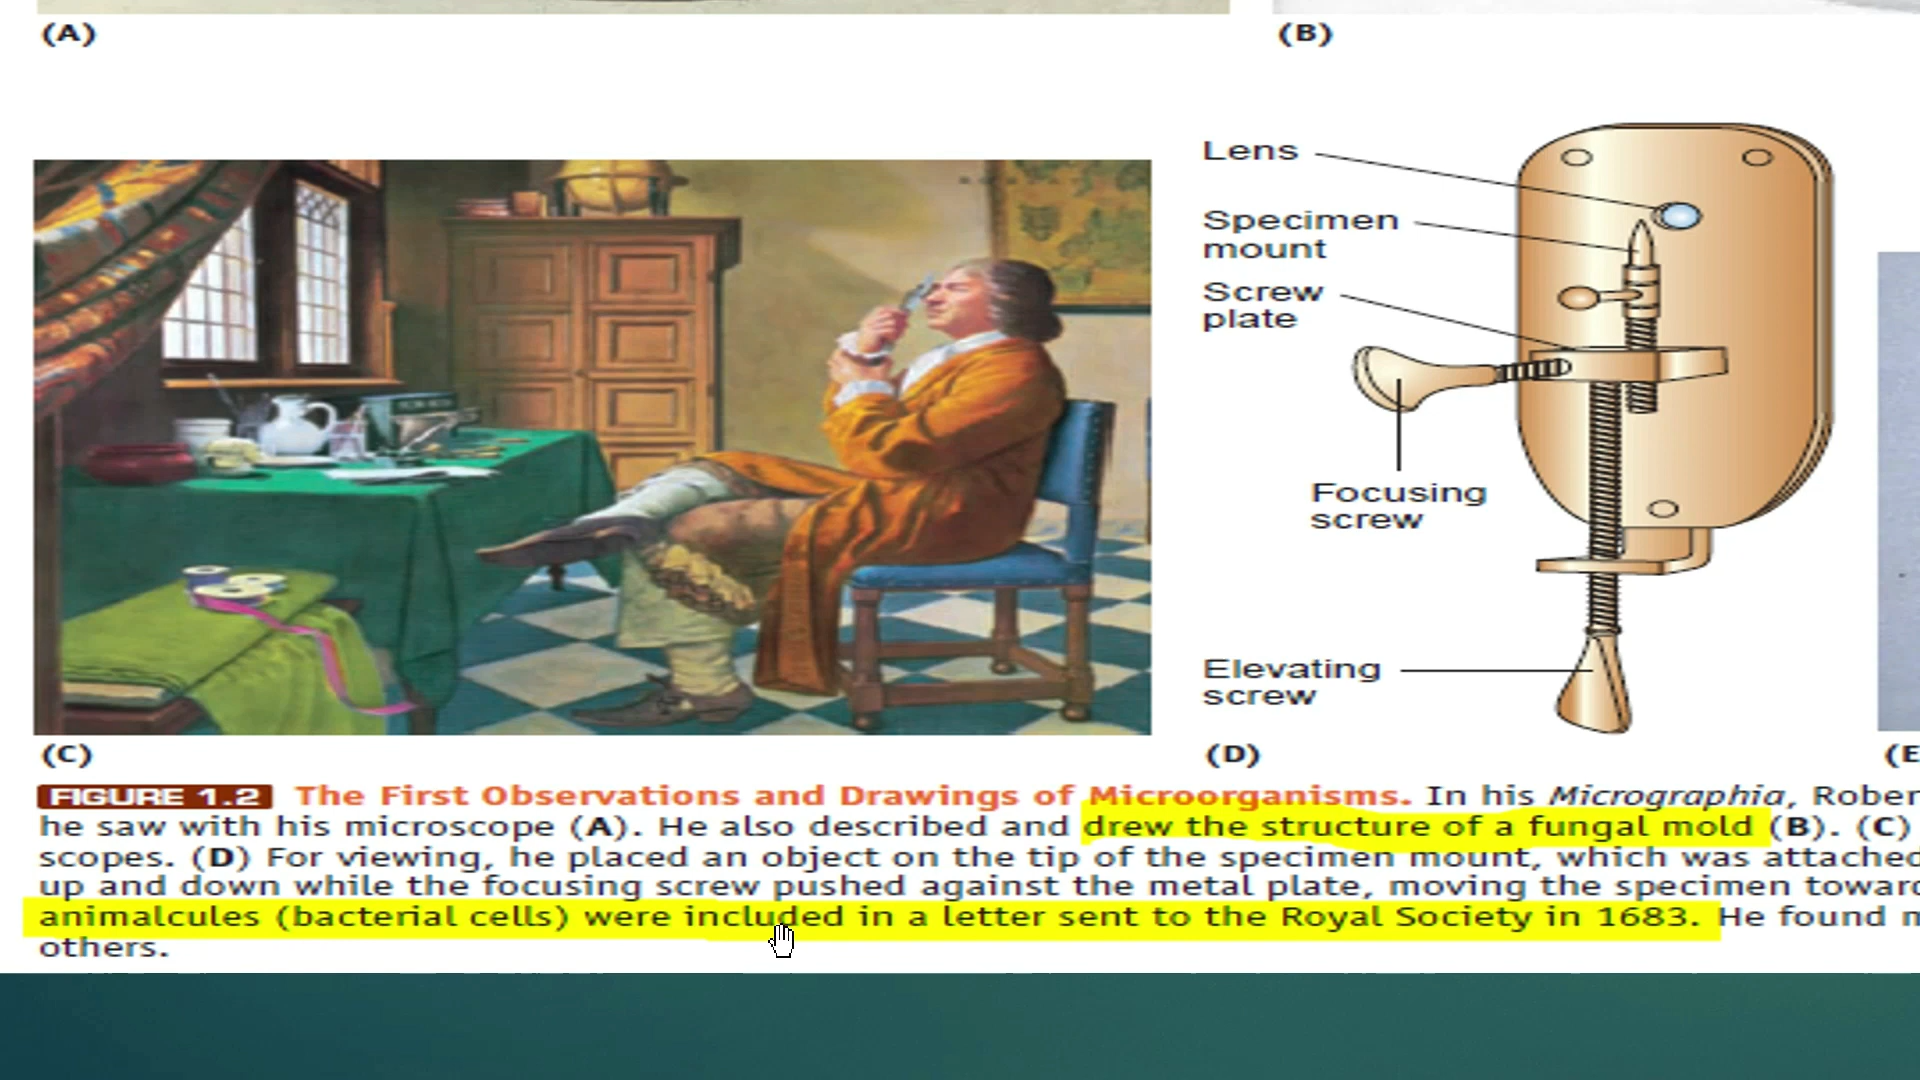 (A)
(B)
Lens
Specimen
mount
Screw
plate
Focusing
screw
Elevating
screw
(C)
(D)
(E
FIGURE 1.2 The First Observations and Drawings of Microorganisms. In his Micrographia, Rober
he saw with his microscope (A). He also described and drew the structure of a fungal mold (B). (C)
scopes. (D) For viewing, he placed an object on the tip of the specimen mount, which was attached
up and down while the focusing screw pushed against the metal plate, moving the specimen towar
animalcules (bacterial cells) were included in a letter sent to the Royal Society in 1683. He found
others.